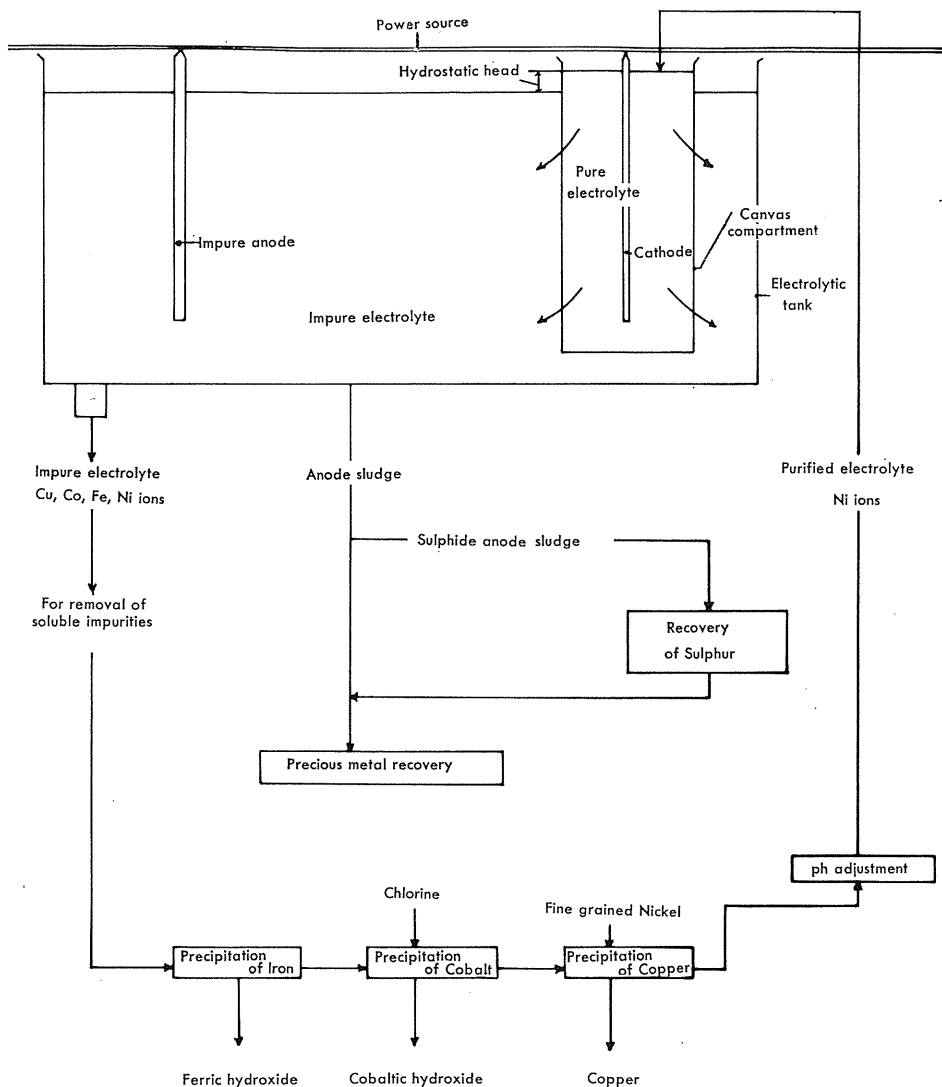 Power source
Hydrostatic head
Pure
electrolyte
Canvas
compartment
Impure anode
Cathode
Electrolytic
tank
Impure electrolyte
Impure electrolyte
Cu, Co, Fe, Ni ions
Anode sludge
Purified electrolyte
Ni ions
Sulphide anode sludge
For removal of
soluble impurities
Recovery
of Sulphur
Precious metal recovery
ph adjustment
Chlorine
Fine grained Nickel
Precipitation
of Iron
Precipitation
of Cobalt
Precipitation
of Copper
Ferric hydroxide
Cobaltic hydroxide
Copper